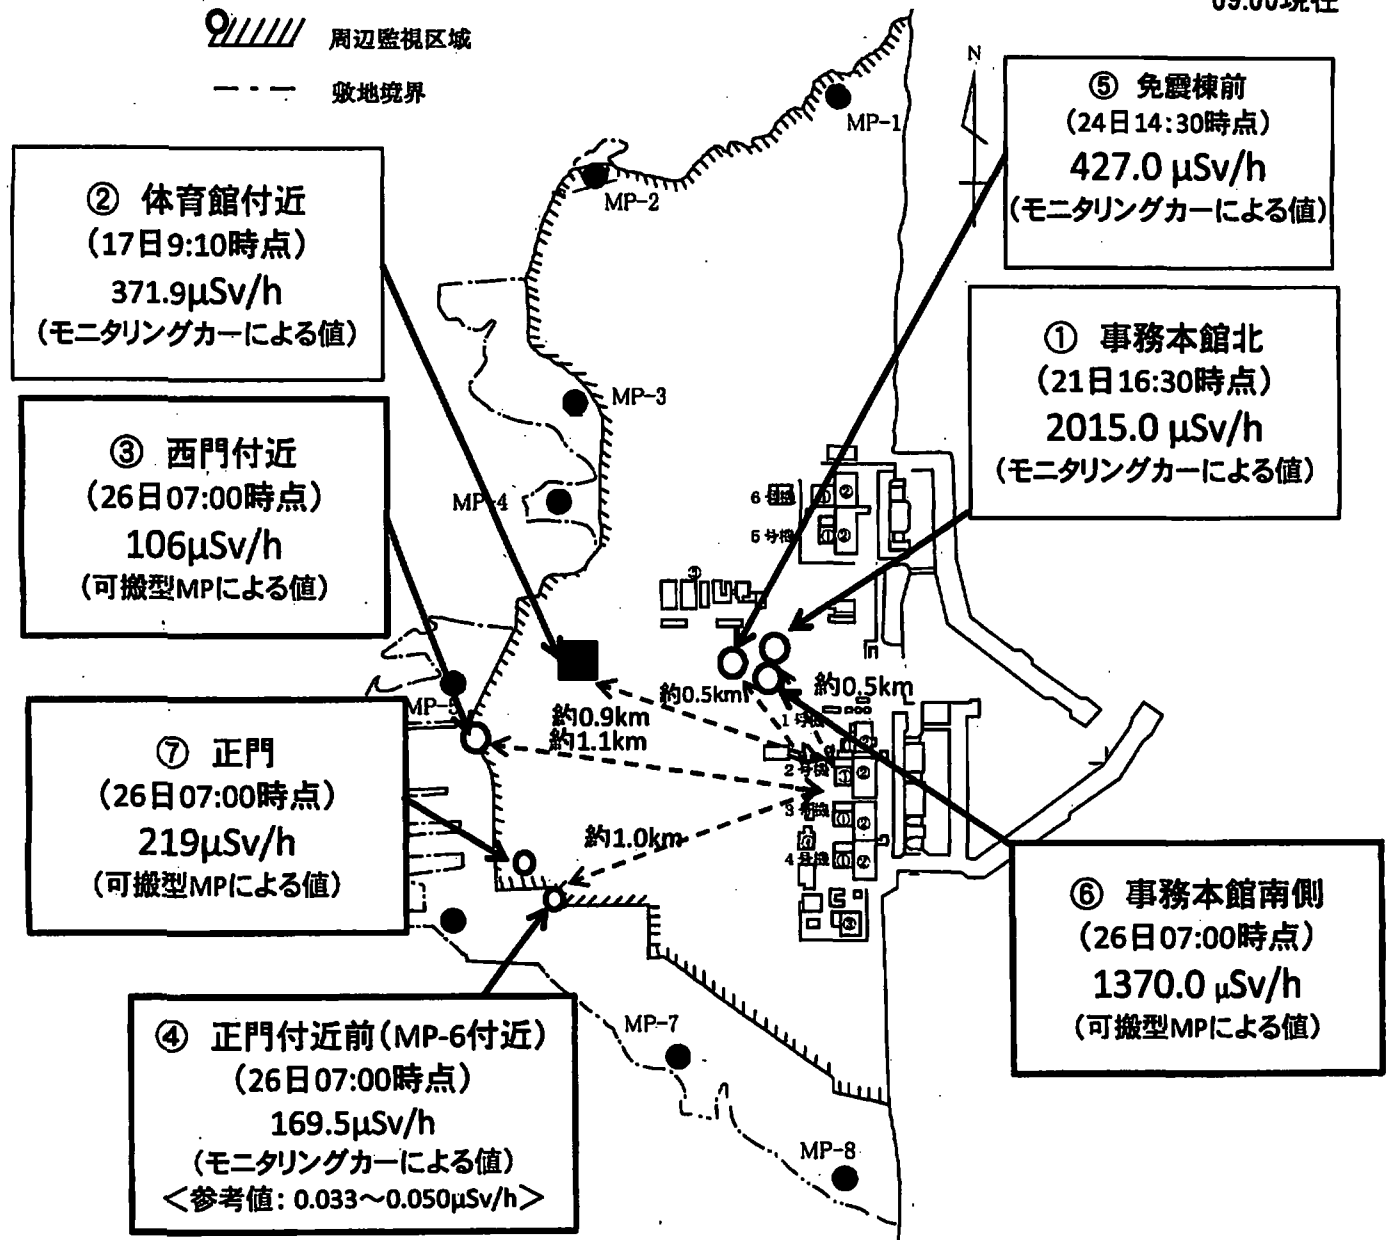 09:00現在
周辺監視区域
敷地境界
N
⑤ 免震棟前
(24日14:30時点)
427.0 μSv/h
(モニタリングカーによる値)
MP-1
② 体育館付近
(17日9:10時点)
371.9μSv/h
(モニタリングカーによる値)
MP-2
① 事務本館北
(21日16:30時点)
2015.0 μSv/h
(モニタリングカーによる値)
MP-3
③ 西門付近
(26日07:00時点)
106μSv/h
(可搬型MPによる値)
MP-4
6号機
① ②
5号機
① ②
MP-5
約0.5km
約0.5km
約0.9km
約1.1km
1号機
②
2号機
① ②
3号機
① ②
4号機
① ②
③
約1.0km
⑦ 正門
(26日07:00時点)
219μSv/h
(可搬型MPによる値)
⑥ 事務本館南側
(26日07:00時点)
1370.0 μSv/h
(可搬型MPによる値)
④ 正門付近前(MP-6付近)
(26日07:00時点)
169.5μSv/h
(モニタリングカーによる値)
<参考値: 0.033~0.050μSv/h>
MP-7
MP-8